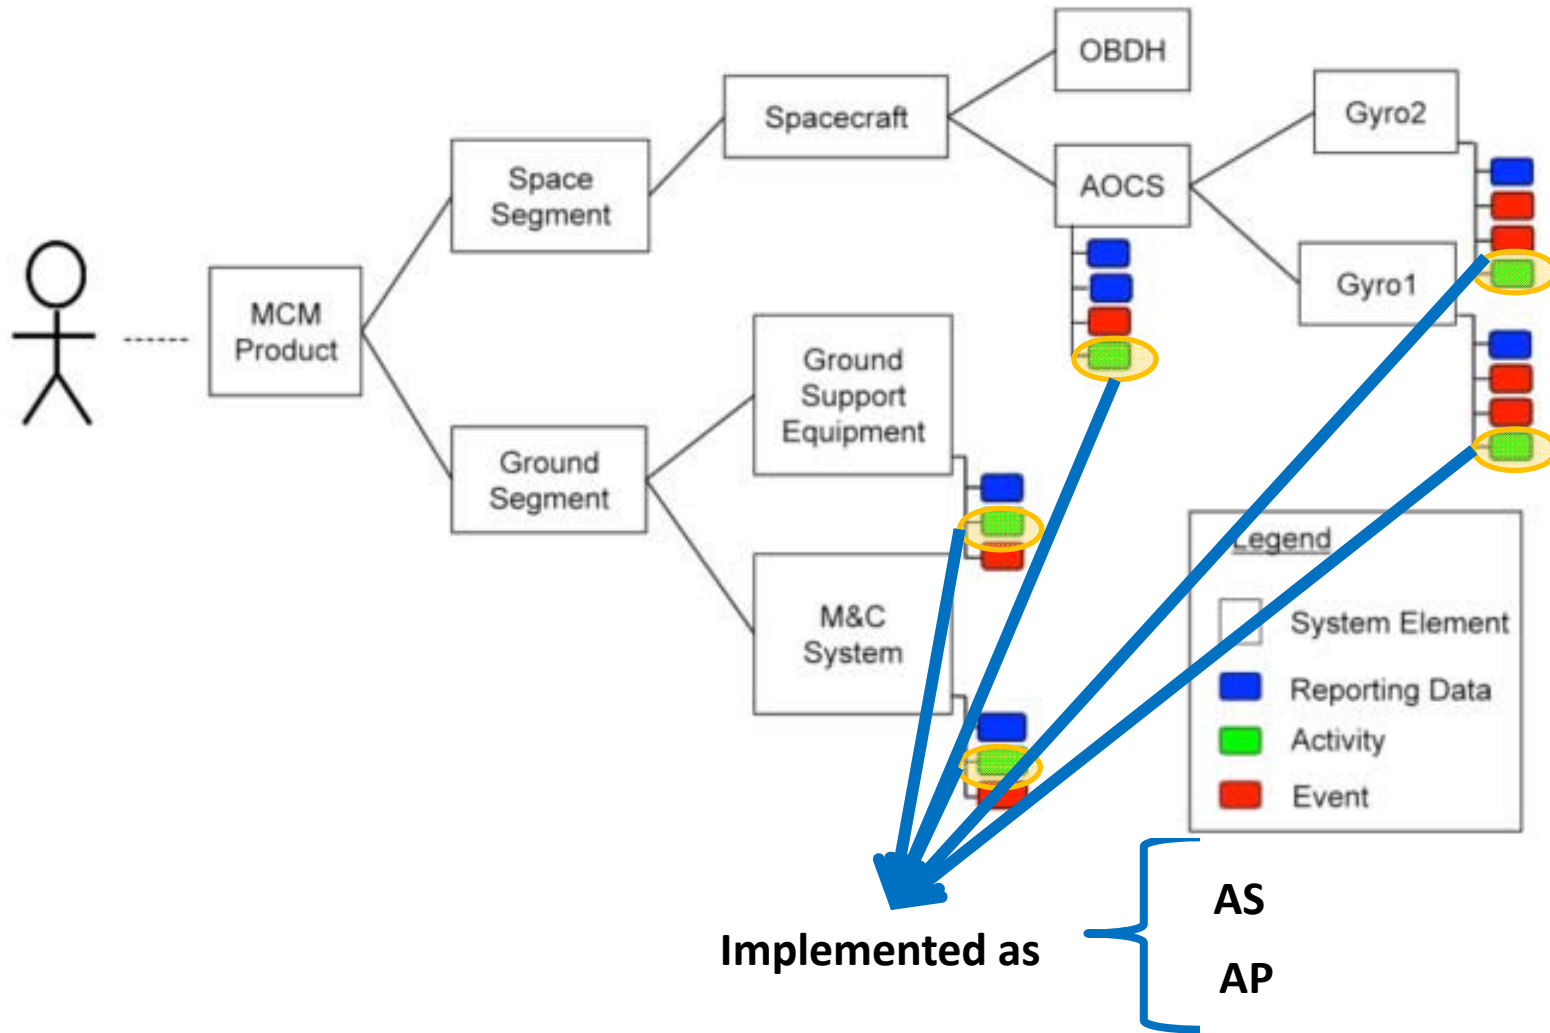 OBDH
Gyro2
Spacecraft
Space
Segment
AOCS
Gyro1
MCM
Product
Ground
Support
Equipment
Ground
Segment
M&C
System
Legend
System Element
Reporting Data
Activity
Event
Implemented as
AS
AP